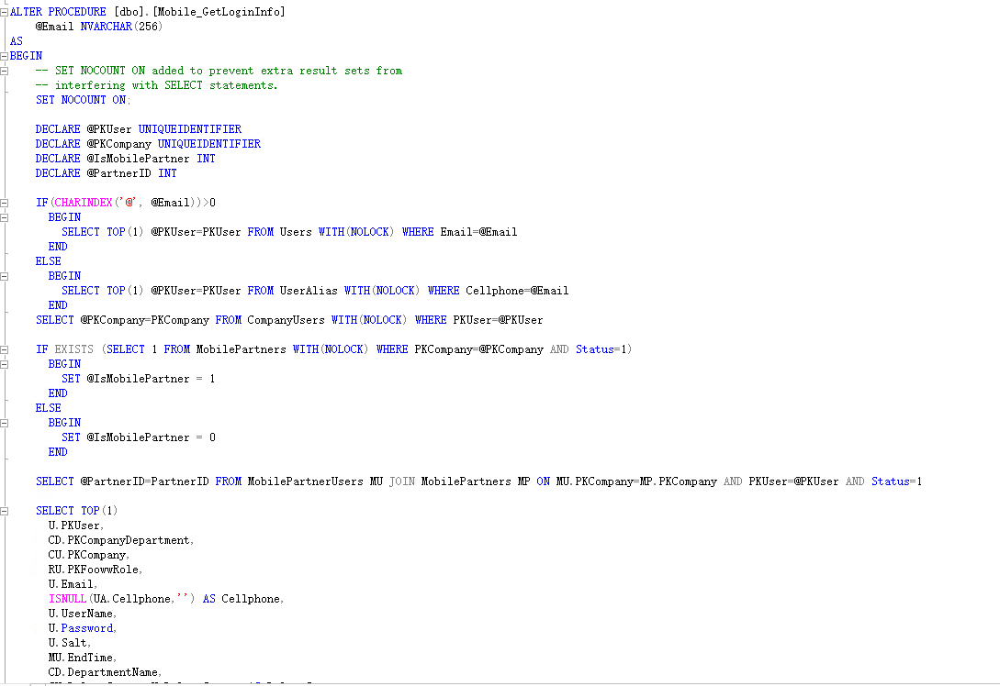 ALTER PROCEDURE [dbo].[Mobile_GetLoginInfo]
@Email NVARCHAR(256)
AS
BEGIN
-- SET NOCOUNT ON added to prevent extra result sets from
-- interfering with SELECT statements.
SET NOCOUNT ON;
DECLARE @PKUser UNIQUEIDENTIFIER
DECLARE @PKCompany UNIQUEIDENTIFIER
DECLARE @IsMobilePartner INT
DECLARE @PartnerID INT
IF(CHARINDEX('@', @Email))>0
BEGIN
SELECT TOP(1) @PKUser=PKUser FROM Users WITH(NOLOCK) WHERE Email=@Email
END
ELSE
BEGIN
SELECT TOP(1) @PKUser=PKUser FROM UserAlias WITH(NOLOCK) WHERE Cellphone=@Email
END
SELECT @PKCompany=PKCompany FROM CompanyUsers WITH(NOLOCK) WHERE PKUser=@PKUser
IF EXISTS (SELECT 1 FROM MobilePartners WITH(NOLOCK) WHERE PKCompany=@PKCompany AND Status=1)
BEGIN
SET @IsMobilePartner = 1
END
ELSE
BEGIN
SET @IsMobilePartner = 0
END
SELECT @PartnerID=PartnerID FROM MobilePartnerUsers MU JOIN MobilePartners MP ON MU.PKCompany=MP.PKCompany AND PKUser=@PKUser AND Status=1
SELECT TOP(1)
U.PKUser,
CD.PKCompanyDepartment,
CU.PKCompany,
RU.PKFoowwRole,
U.Email,
ISNULL(UA.Cellphone,'') AS Cellphone,
U.UserName,
U.Password,
U.Salt,
MU.EndTime,
CD.DepartmentName,